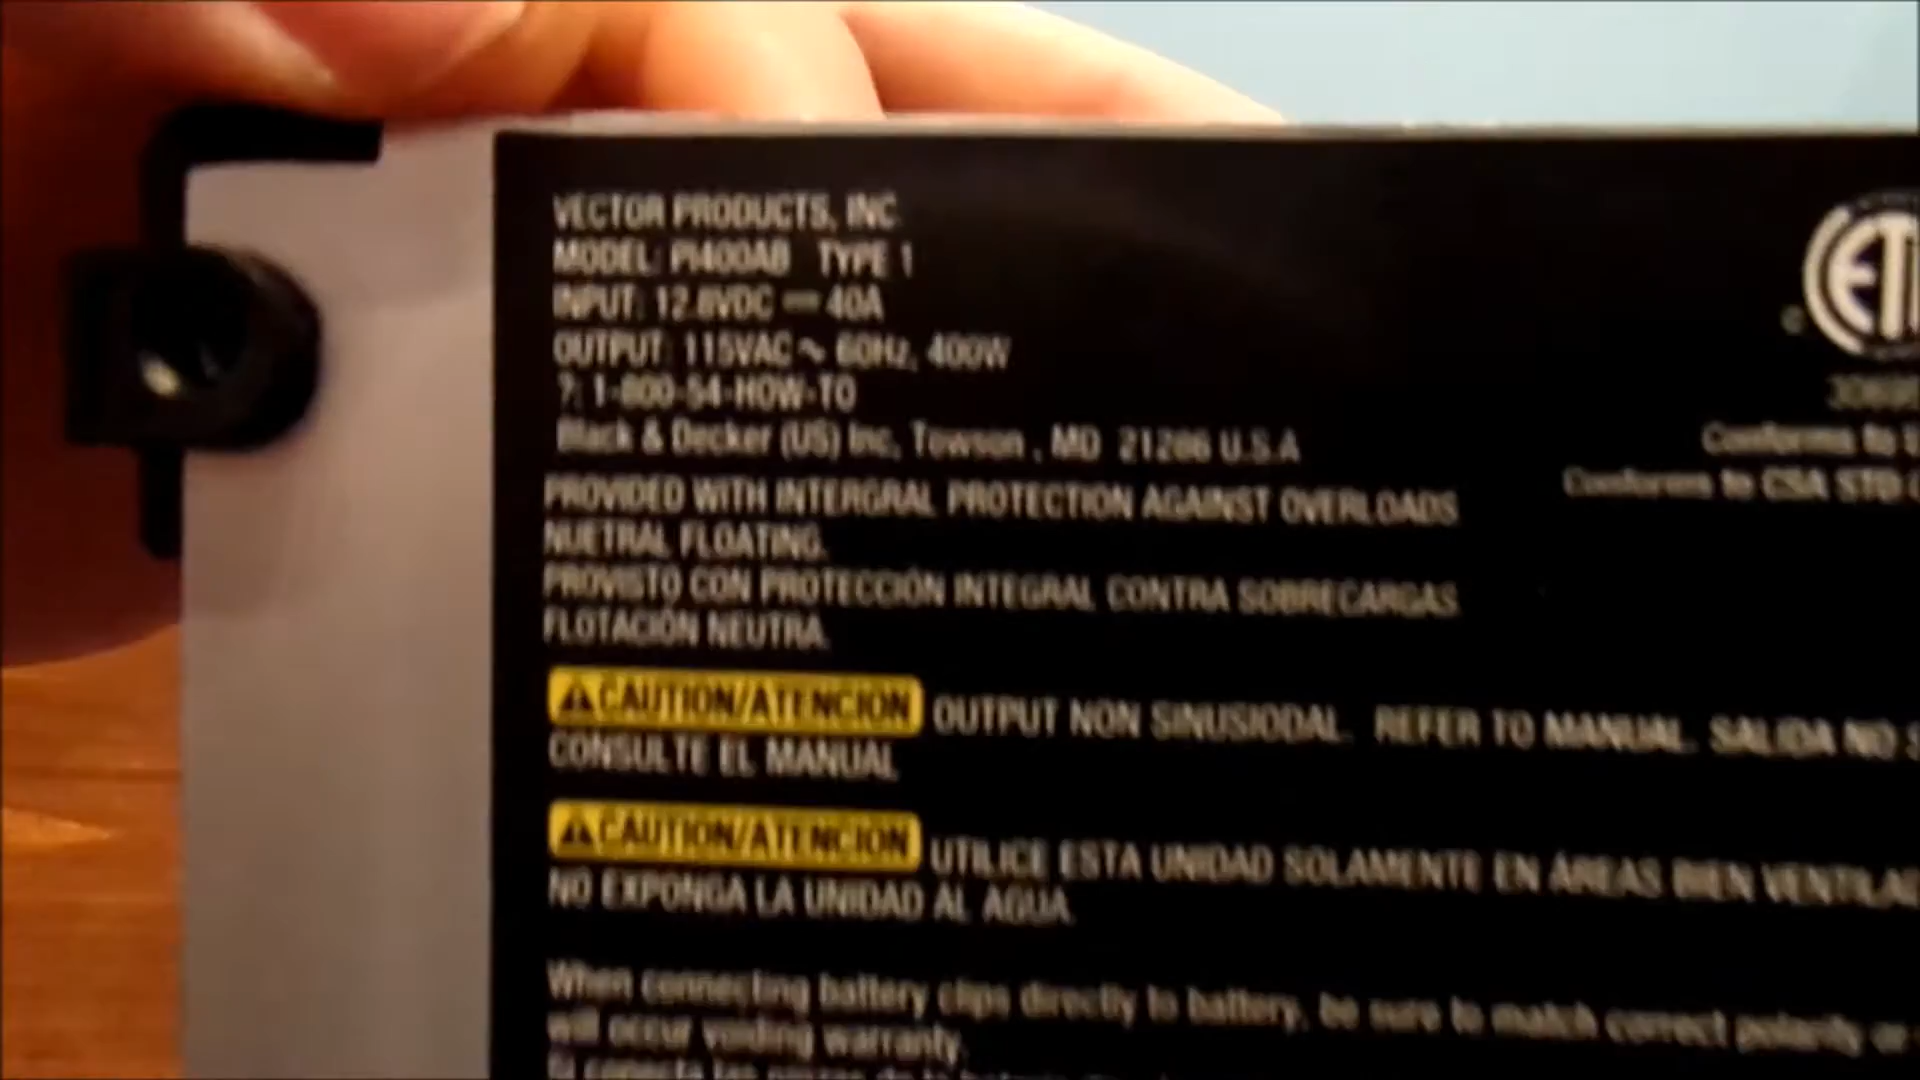 VECTOR PRODUCTS, INC.
MODEL: PI400AB TYPE 1
INPUT: 12.8VDC ⎓ 40A
OUTPUT: 115VAC ~ 60Hz, 400W
?: 1-800-54-HOW-TO
Black & Decker (US) Inc, Towson , MD 21286 U.S.A
PROVIDED WITH INTERGRAL PROTECTION AGAINST OVERLOADS
NUETRAL FLOATING.
PROVISTO CON PROTECCIÓN INTEGRAL CONTRA SOBRECARGAS
FLOTACIÓN NEUTRA.
⚠CAUTION/ATENCION OUTPUT NON SINUSIODAL. REFER TO MANUAL. SALIDA NO
CONSULTE EL MANUAL
⚠CAUTION/ATENCION UTILICE ESTA UNIDAD SOLAMENTE EN ÁREAS BIEN
NO EXPONGA LA UNIDAD AL AGUA.
When connecting battery clips directly to battery, be sure to match correct polarity or
will occur voiding warranty.
Conforms to
Conforms to CSA STD